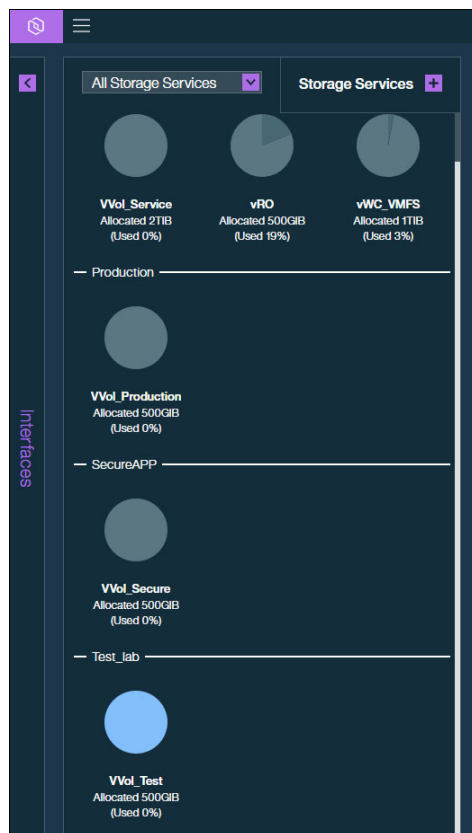 All Storage Services
Storage Services +
VVol_Service
Allocated 2TIB
(Used 0%)
vRO
Allocated 500GIB
(Used 19%)
vWC_VMFS
Allocated 1TIB
(Used 3%)
Production
VVol_Production
Allocated 500GIB
(Used 0%)
SecureAPP
VVol_Secure
Allocated 500GIB
(Used 0%)
Test_lab
VVol_Test
Allocated 500GIB
(Used 0%)
Interfaces